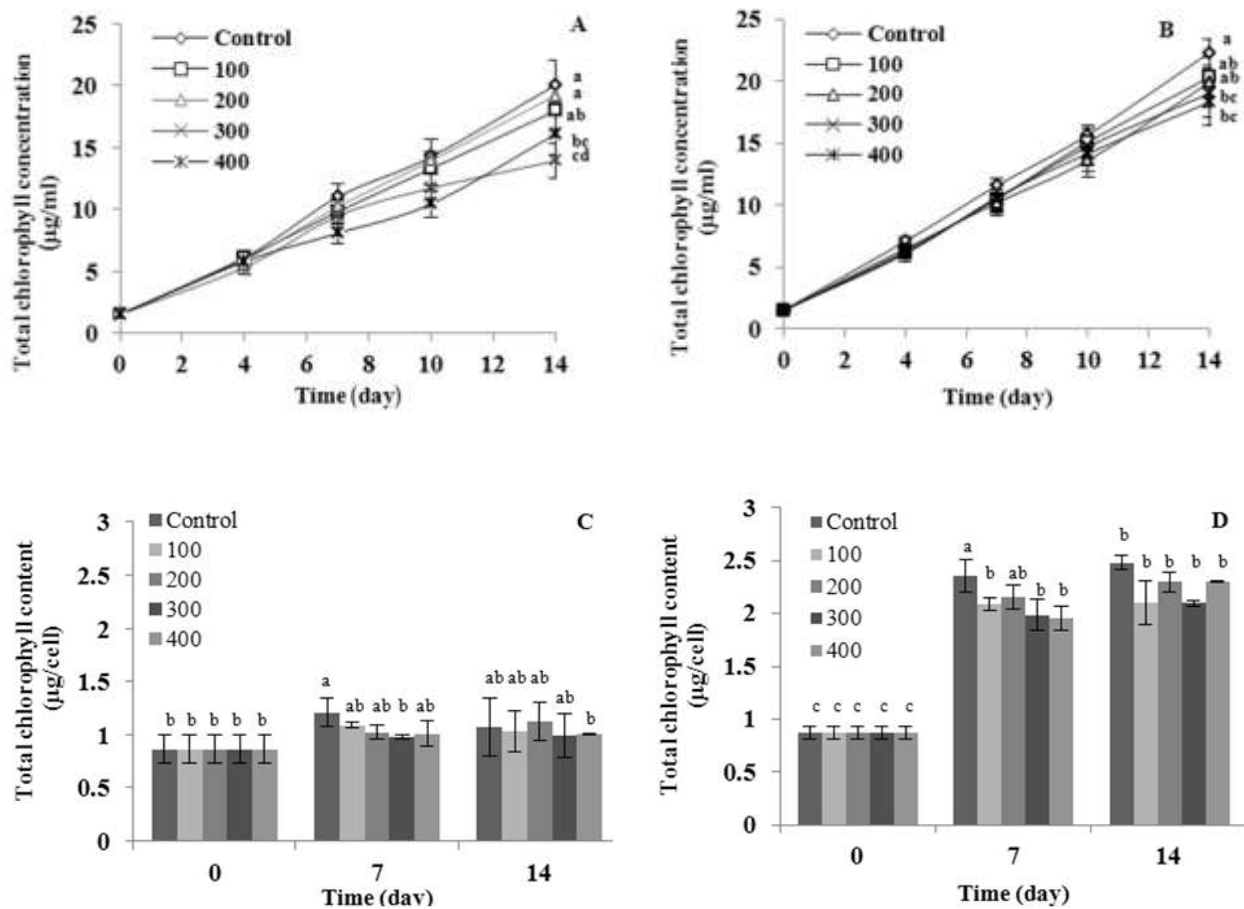 A
Total chlorophyll concentration
(µg/ml)
25
20
15
10
5
0
Control
100
200
300
400
a
a
ab
bc
cd
0 2 4 6 8 10 12 14
Time (day)
B
Total chlorophyll concentration
(µg/ml)
25
20
15
10
5
0
Control
100
200
300
400
a
ab
ab
bc
bc
0 2 4 6 8 10 12 14
Time (day)
C
Total chlorophyll content
(µg/cell)
3
2.5
2
1.5
1
0.5
0
Control
100
200
300
400
b b b b b
a ab ab b ab
ab ab ab ab b
0 7 14
Time (day)
D
Total chlorophyll content
(µg/cell)
3
2.5
2
1.5
1
0.5
0
Control
100
200
300
400
c c c c c
a b ab b b
b b b b b
0 7 14
Time (day)